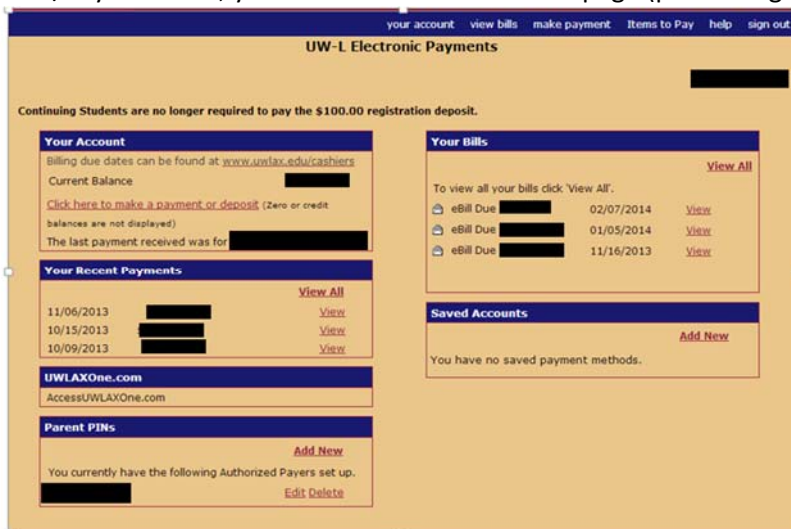 your account view bills make payment Items to Pay help sign out
UW-L Electronic Payments
Continuing Students are no longer required to pay the $100.00 registration deposit.
Your Account
Billing due dates can be found at www.uwlax.edu/cashiers
Current Balance
Click here to make a payment or deposit (Zero or credit
balances are not displayed)
The last payment received was for
Your Recent Payments
View All
11/06/2013 View
10/15/2013 View
10/09/2013 View
UWLAXOne.com
AccessUWLAXOne.com
Parent PINs
Add New
You currently have the following Authorized Payers set up.
Edit Delete
Your Bills
View All
To view all your bills click 'View All'.
eBill Due 02/07/2014 View
eBill Due 01/05/2014 View
eBill Due 11/16/2013 View
Saved Accounts
Add New
You have no saved payment methods.